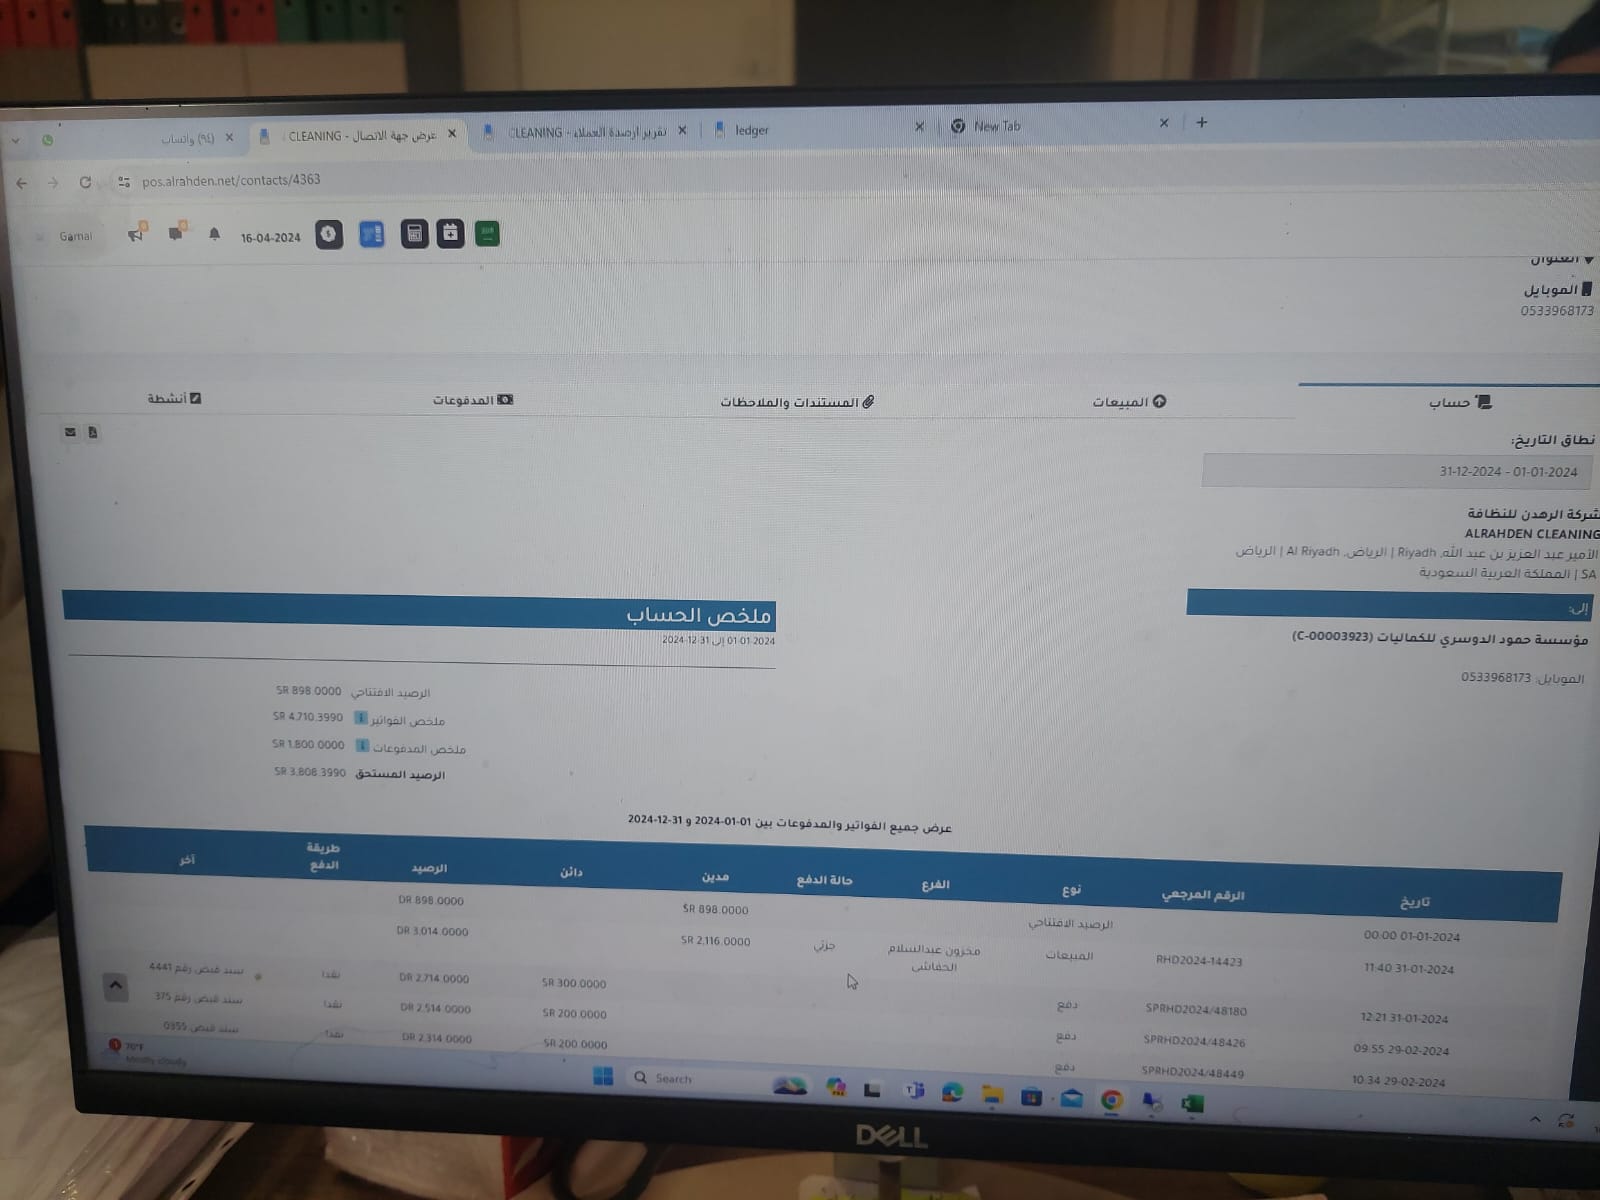 (٩٤) واتساب
عرض جهة الاتصال - CLEANING
تقرير ارصدة العملاء - CLEANING
ledger
New Tab
pos.alrahden.net/contacts/4363
Gamal
16-04-2024
العنوان
الموبايل
0533968173
حساب
المبيعات
المستندات والملاحظات
المدفوعات
أنشطة
نطاق التاريخ:
31-12-2024 - 01-01-2024
شركة الرهدن للنظافة
ALRAHDEN CLEANING
الأمير عبد العزيز بن عبد الله, Riyadh | الرياض, Al Riyadh | الرياض
SA | المملكة العربية السعودية
إلى:
مؤسسة حمود الدوسري للكماليات (C-00003923)
الموبايل: 0533968173
ملخص الحساب
01-01-2024 إلى 31-12-2024
الرصيد الافتتاحي SR 898.0000
ملخص الفواتير SR 4,710.3990
ملخص المدفوعات SR 1,800.0000
الرصيد المستحق SR 3,808.3990
عرض جميع الفواتير والمدفوعات بين 01-01-2024 و 31-12-2024
تاريخ الرقم المرجعي نوع الفرع حالة الدفع مدين دائن الرصيد طريقة الدفع آخر
01-01-2024 00:00 الرصيد الافتتاحي SR 898.0000 DR 898.0000
31-01-2024 11:40 RHD2024-14423 المبيعات مخزون عبدالسلام الحفاشي جزئي SR 2,116.0000 DR 3,014.0000
31-01-2024 12:21 SPRHD2024/48180 دفع SR 300.0000 DR 2,714.0000 نقدا سند قبض رقم 4441
29-02-2024 09:55 SPRHD2024/48426 دفع SR 200.0000 DR 2,514.0000 نقدا سند قبض رقم 375
29-02-2024 10:34 SPRHD2024/48449 دفع SR 200.0000 DR 2,314.0000 نقدا سند قبض 0355
70°F
Mostly cloudy
Search
DELL